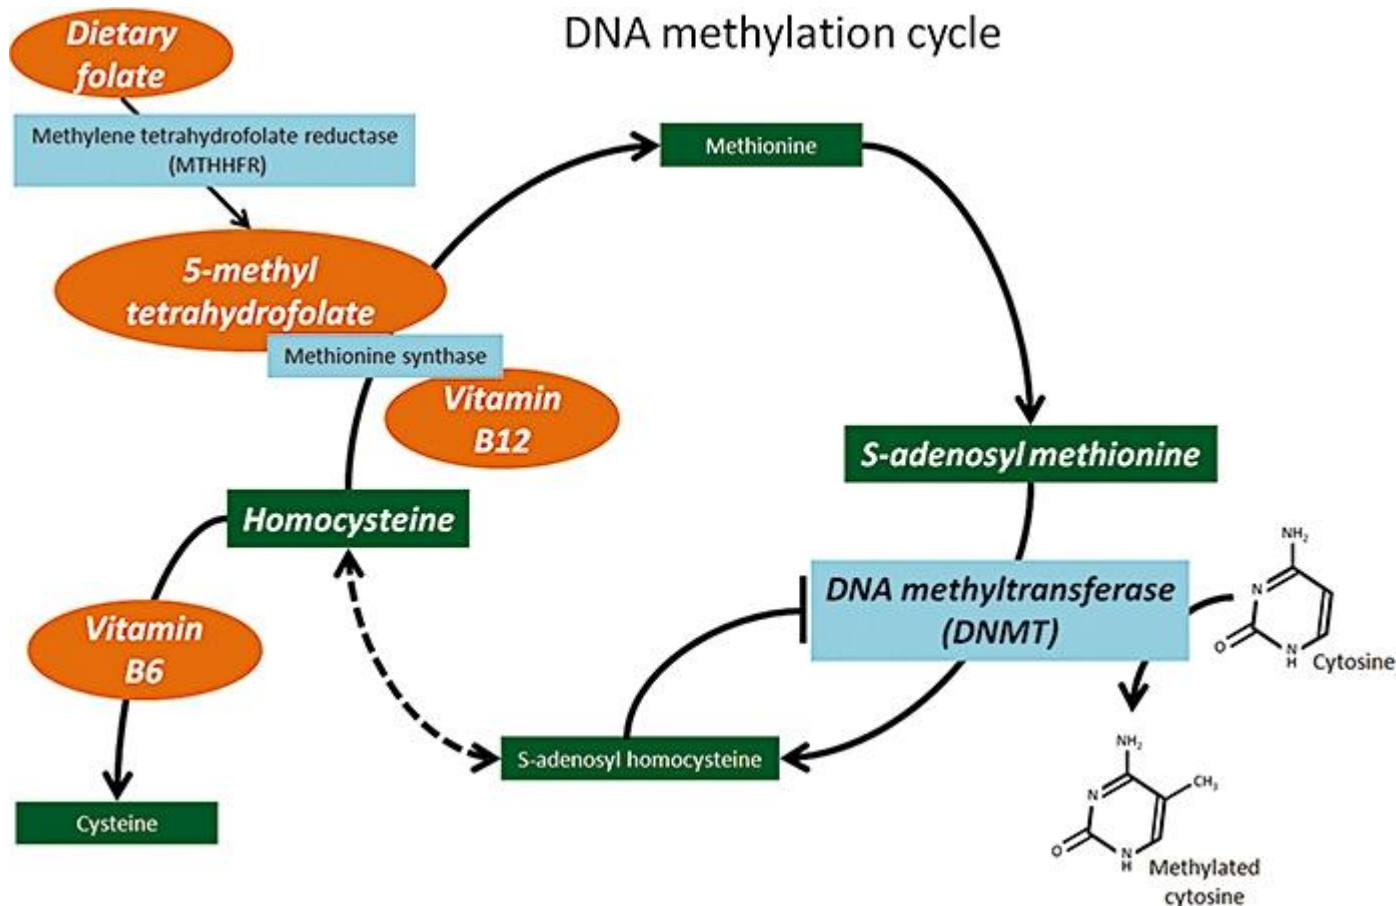 DNA methylation cycle
Dietary
folate
Methylene tetrahydrofolate reductase
(MTHHFR)
Methionine
5-methyl
tetrahydrofolate
Methionine synthase
Vitamin
B12
S-adenosyl methionine
Homocysteine
DNA methyltransferase
(DNMT)
NH₂
N
O
N
H
Cytosine
Vitamin
B6
S-adenosyl homocysteine
NH₂
N
CH₃
O
N
H
Methylated
cytosine
Cysteine